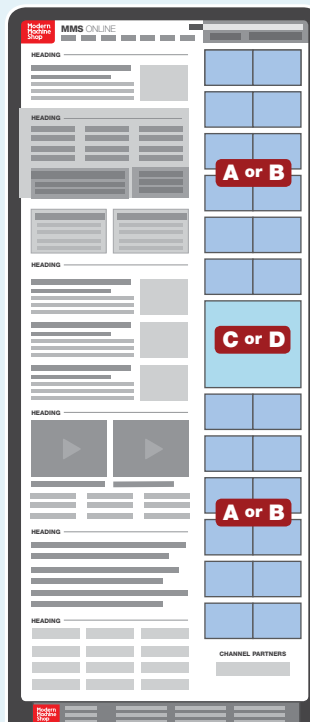 Modern
Machine
Shop
MMS ONLINE
HEADING
HEADING
HEADING
HEADING
HEADING
HEADING
A or B
C or D
A or B
CHANNEL PARTNERS
Modern
Machine
Shop